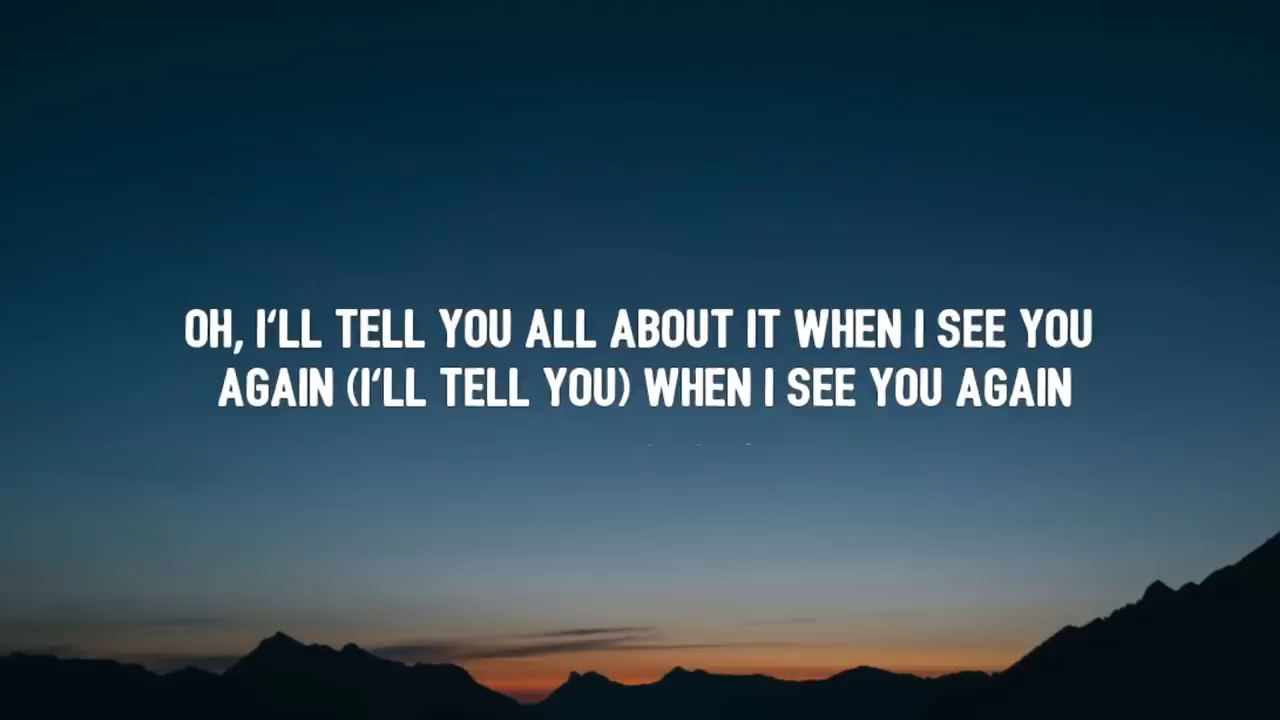 OH, I'LL TELL YOU ALL ABOUT IT WHEN I SEE YOU
AGAIN (I'LL TELL YOU) WHEN I SEE YOU AGAIN